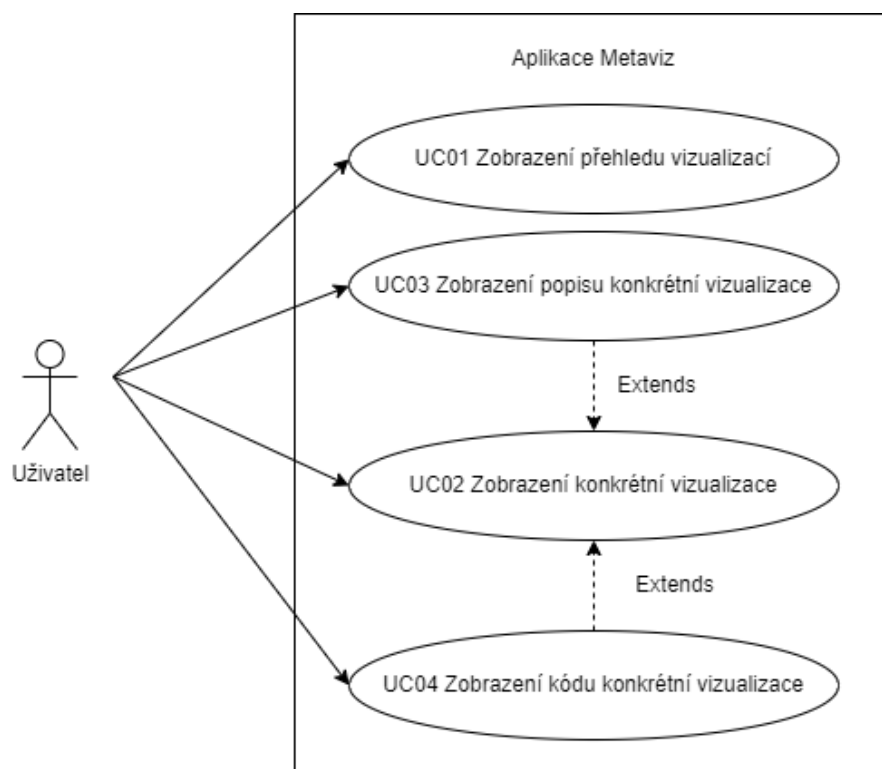 Aplikace Metaviz
UC01 Zobrazení přehledu vizualizací
UC03 Zobrazení popisu konkrétní vizualizace
Extends
Uživatel
UC02 Zobrazení konkrétní vizualizace
Extends
UC04 Zobrazení kódu konkrétní vizualizace